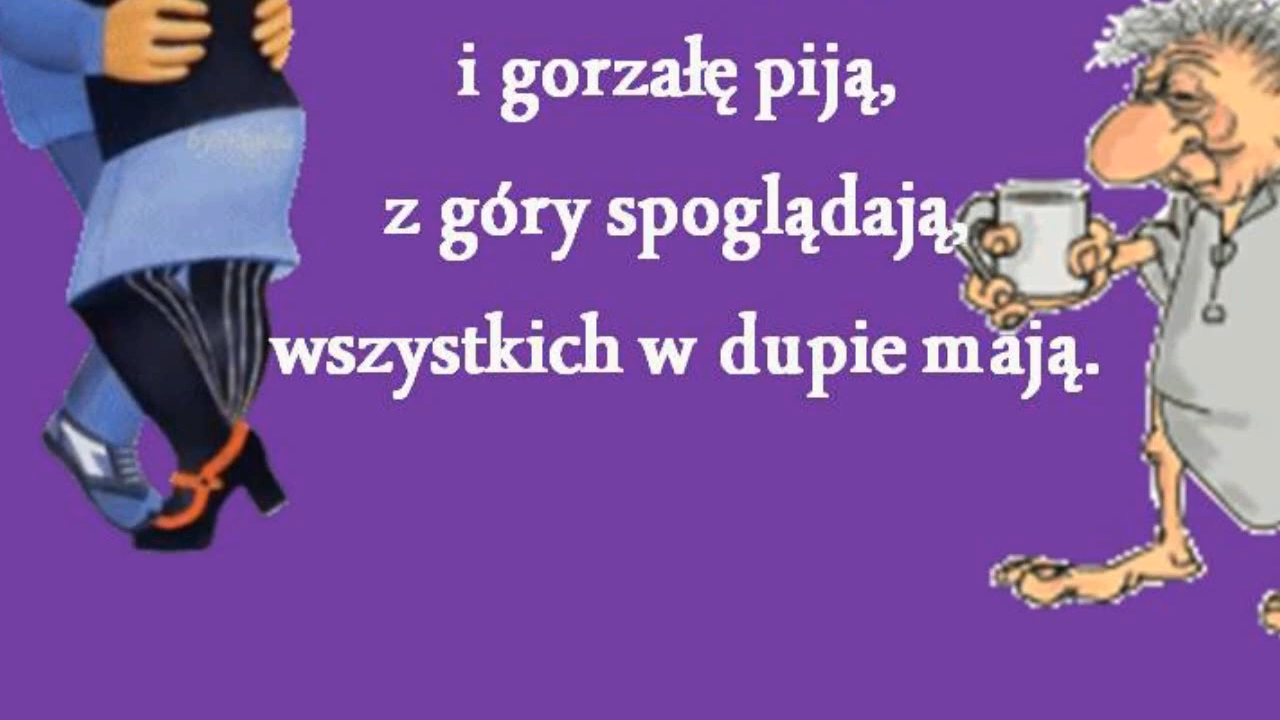 i gorzałę piją,
z góry spoglądają,
wszystkich w dupie mają.